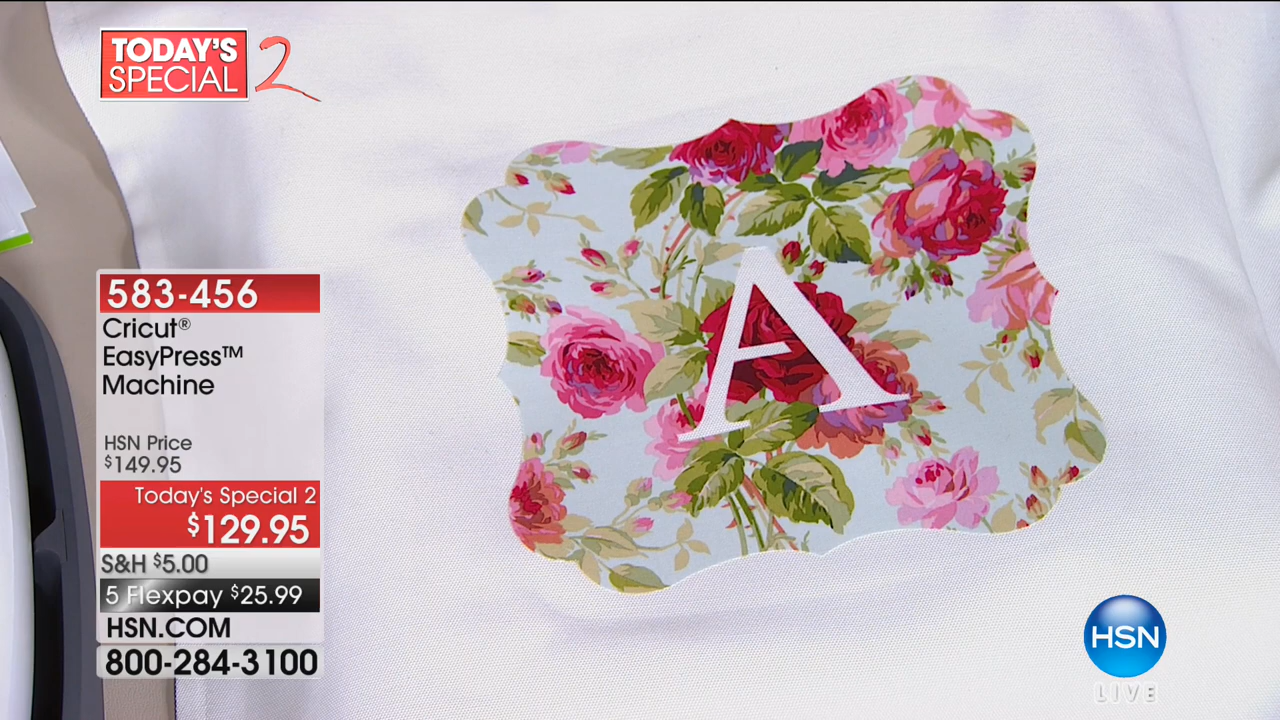 TODAY'S
SPECIAL 2
583-456
Cricut®
EasyPress™
Machine
HSN Price
$149.95
Today's Special 2
$129.95
S&H $5.00
5 Flexpay $25.99
HSN.COM
800-284-3100
A
HSN
LIVE